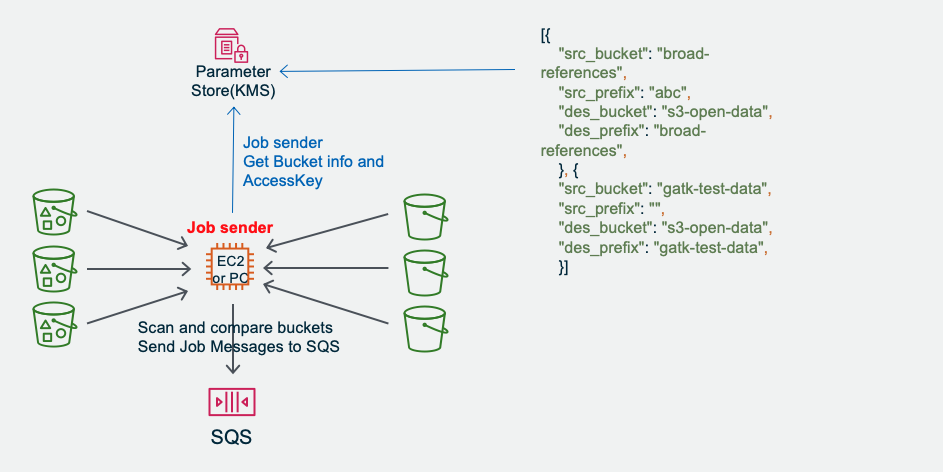 Parameter
Store(KMS)
Job sender
Get Bucket info and
AccessKey
Job sender
EC2
or PC
Scan and compare buckets
Send Job Messages to SQS
SQS
[{
"src_bucket": "broad-
references",
"src_prefix": "abc",
"des_bucket": "s3-open-data",
"des_prefix": "broad-
references",
}, {
"src_bucket": "gatk-test-data",
"src_prefix": "",
"des_bucket": "s3-open-data",
"des_prefix": "gatk-test-data",
}]